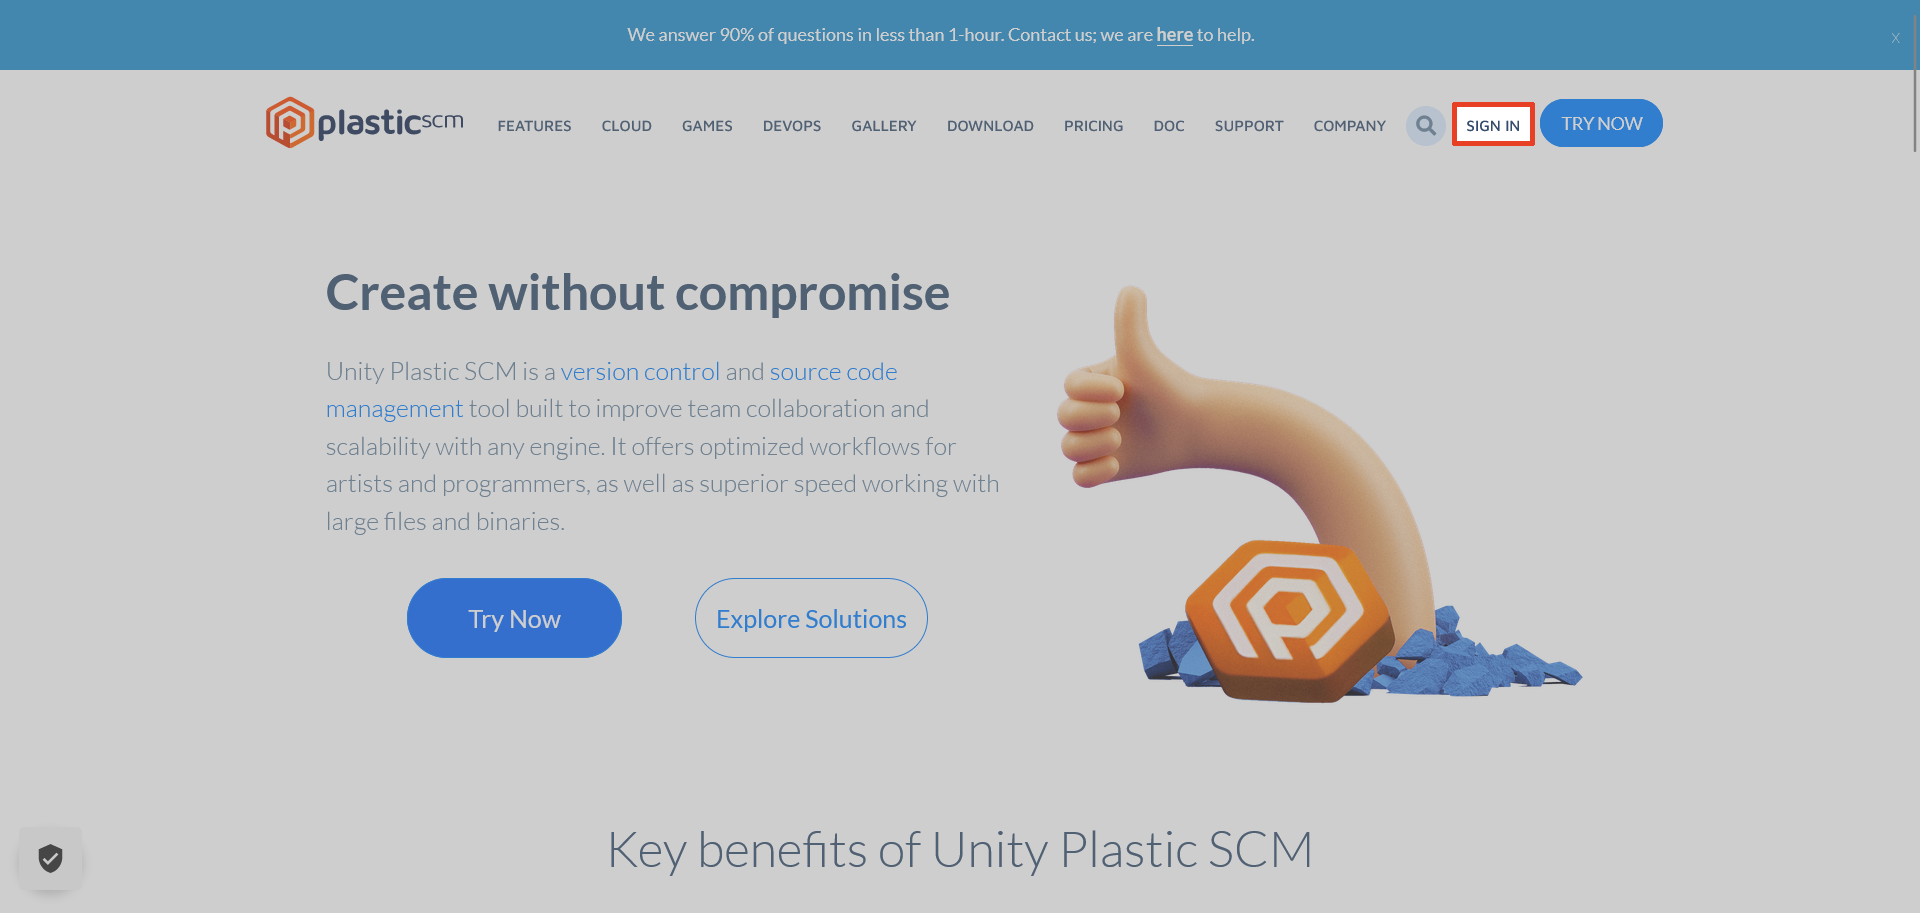 We answer 90% of questions in less than 1-hour. Contact us; we are here to help.
x
plasticscm
FEATURES
CLOUD
GAMES
DEVOPS
GALLERY
DOWNLOAD
PRICING
DOC
SUPPORT
COMPANY
SIGN IN
TRY NOW
Create without compromise
Unity Plastic SCM is a version control and source code
management tool built to improve team collaboration and
scalability with any engine. It offers optimized workflows for
artists and programmers, as well as superior speed working with
large files and binaries.
Try Now
Explore Solutions
Key benefits of Unity Plastic SCM